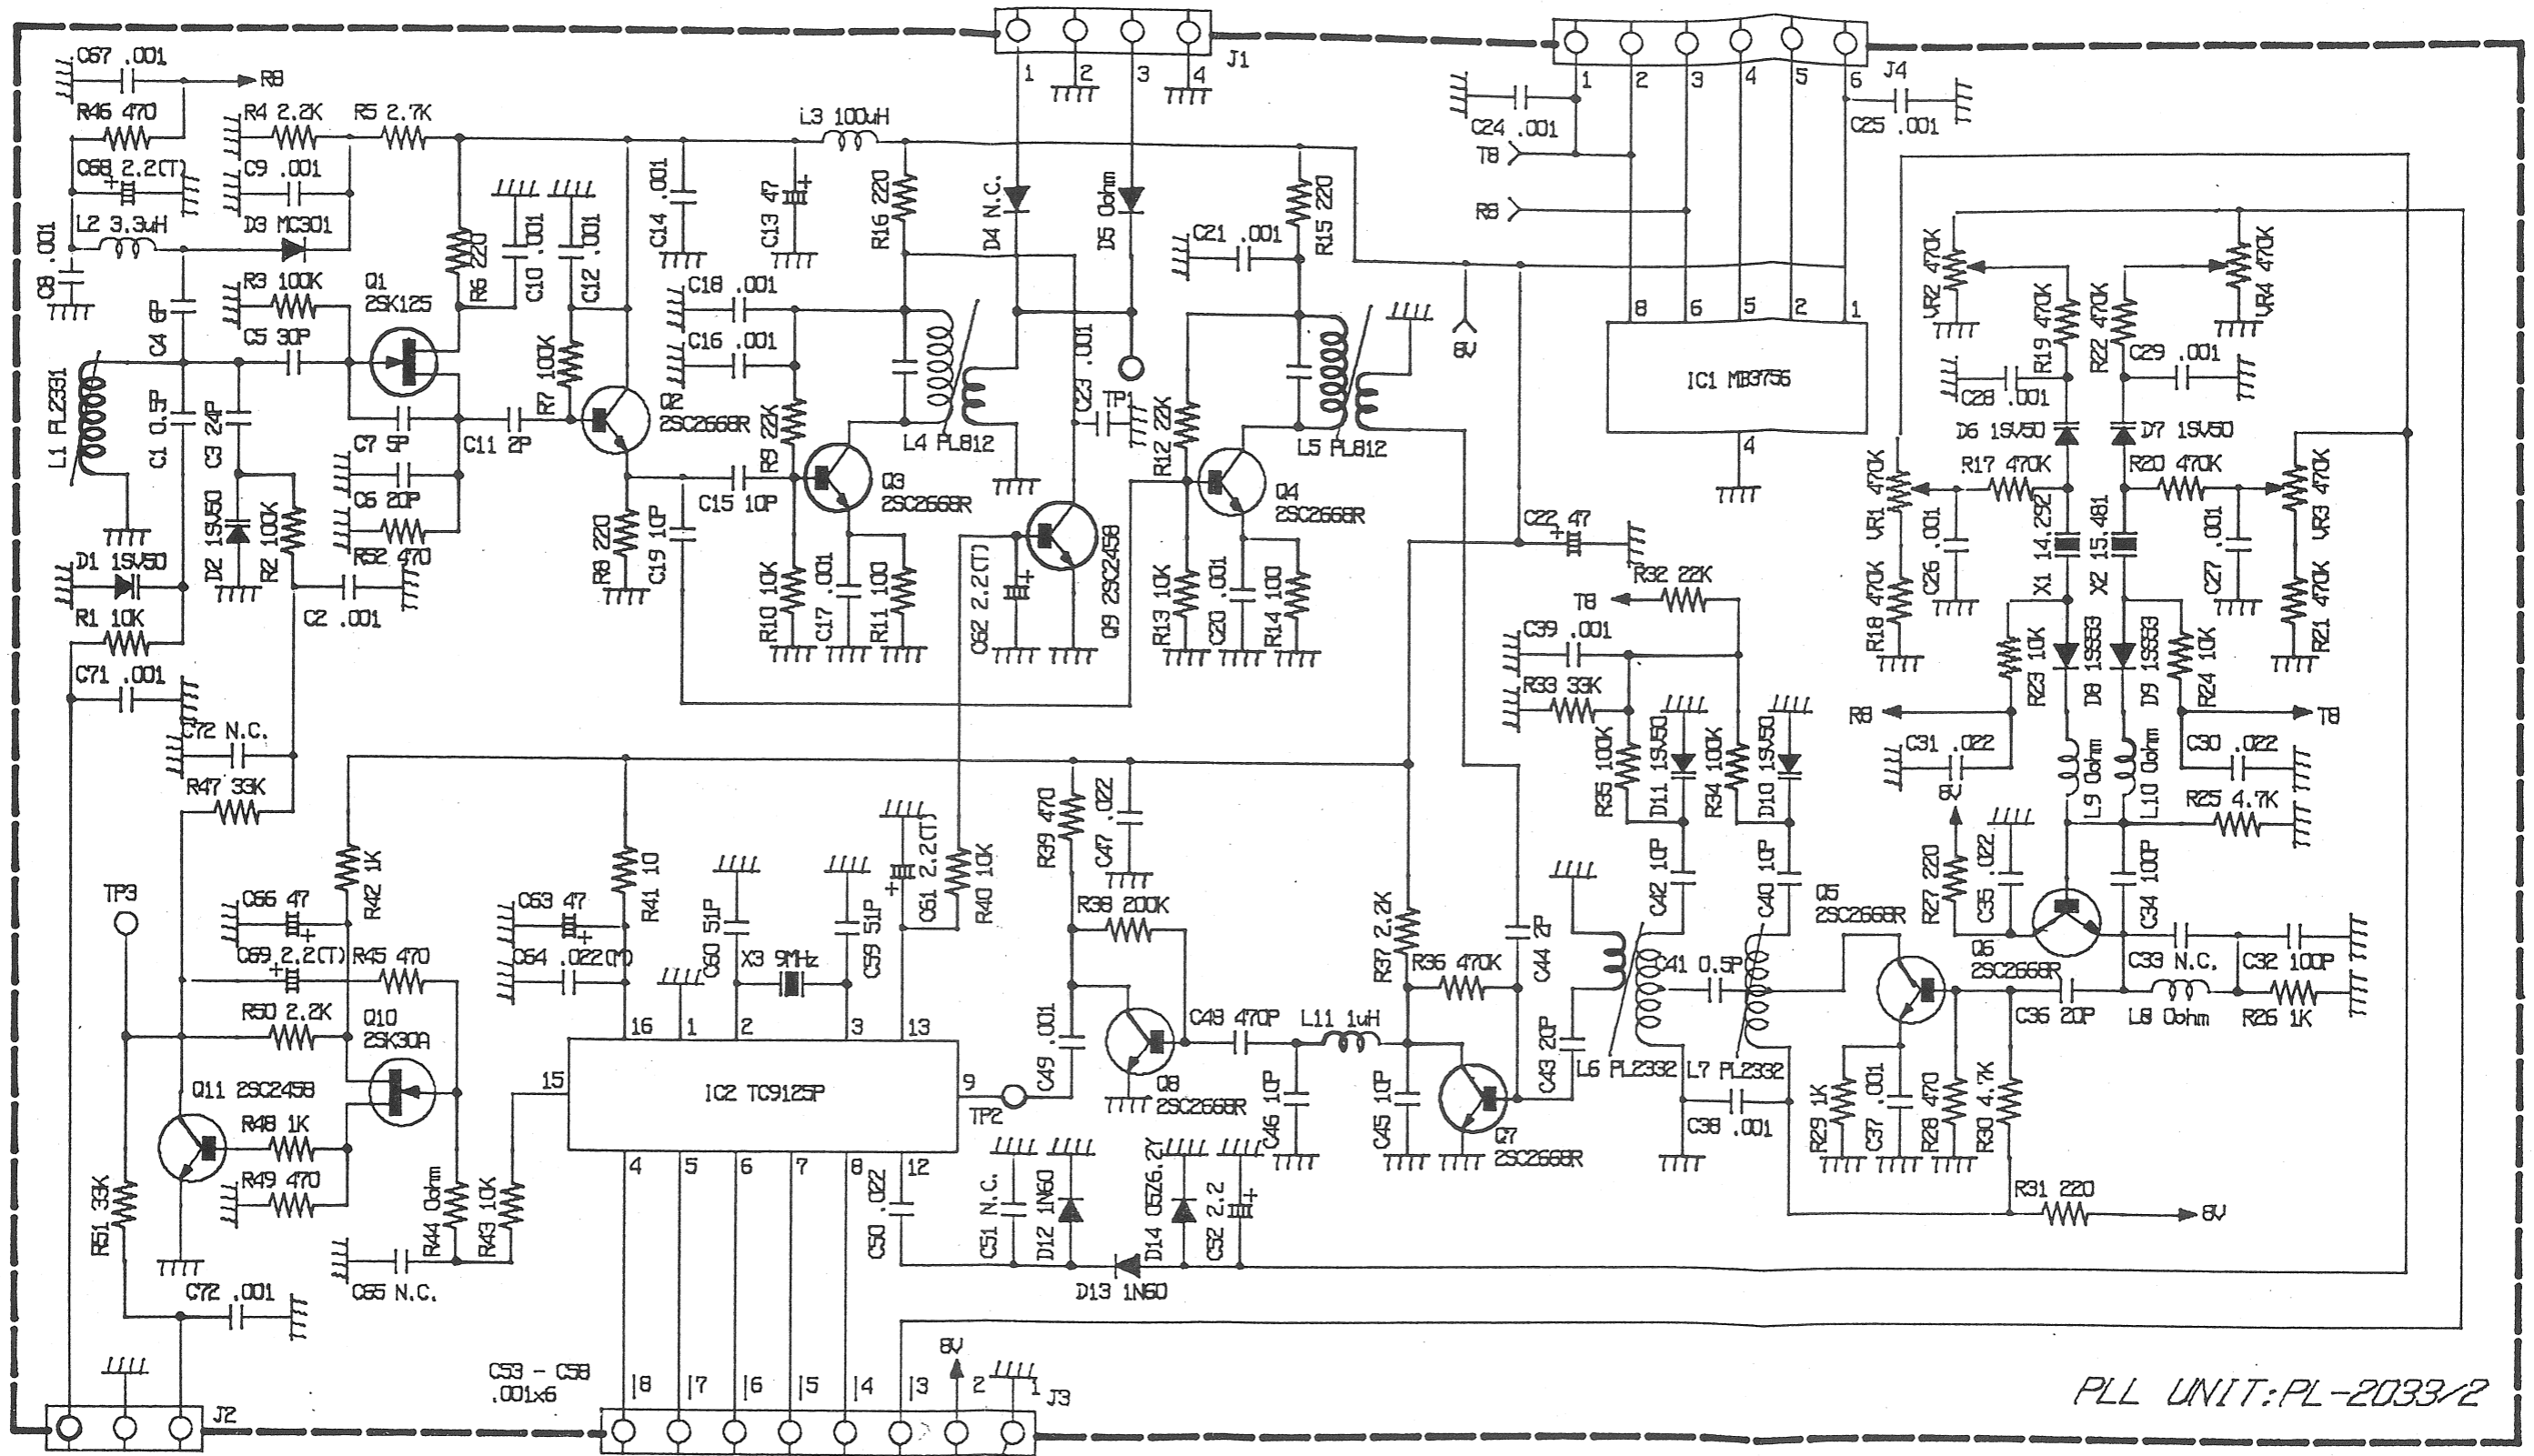 C67 .001
R8
R46 470
C68 2.2(T)
+
L2 3.3uH
C8 .001
R4 2.2K
R5 2.7K
C9 .001
D3 MC301
R3 100K
C5 30P
C4 6P
Q1
2SK125
R6 220
C10 .001
C12 .001
L1 PL2331
C1 0.5P
C3 24P
C7 5P
C6 20P
R52 470
C11 2P
R7 100K
Q2
2SC2668R
D1 1SV50
D2 1SV50
R2 100K
R1 10K
C2 .001
C71 .001
C72 N.C.
R47 33K
C14 .001
C13 47
+
L3 100uH
R16 220
C18 .001
C16 .001
R9 22K
C15 10P
R8 220
C19 10P
R10 10K
C17 .001
R11 100
Q3
2SC2668R
L4 PL812
J1
1
2
3
4
D4 N.C.
D5 0ohm
TP1
C23 .001
C62 2.2(T)
+
Q9 2SC2458
C21 .001
R15 220
R12 22K
R13 10K
C20 .001
R14 100
Q4
2SC2668R
L5 PL812
8V
J4
1
2
3
4
5
6
C24 .001
C25 .001
T8
R8
8
6
5
2
1
IC1 MB3756
4
C22 47
+
VR2 470K
VR4 470K
R19 470K
R22 470K
C28 .001
C29 .001
D6 1SV50
D7 1SV50
R17 470K
R20 470K
VR1 470K
VR3 470K
C26 .001
C27 .001
X1 14.292
X2 15.481
R18 470K
R21 470K
R23 10K
D8 1SS53
D9 1SS53
R24 10K
R8
T8
C31 .022
C30 .022
L9 0ohm
L10 0ohm
R25 4.7K
8V
R27 220
C35 .022
C34 100P
Q5
2SC2668R
Q6
2SC2668R
C33 N.C.
C32 100P
C36 20P
L8 0ohm
R26 1K
R29 1K
C37 .001
R28 470
R30 4.7K
R31 220
8V
T8
R32 22K
C39 .001
R33 33K
R35 100K
D11 1SV50
R34 100K
D10 1SV50
C42 10P
C40 10P
C41 0.5P
L6 PL2332
L7 PL2332
C38 .001
R37 2.2K
R36 470K
C44 2P
C43 20P
Q7
2SC2668R
C45 10P
C46 10P
L11 1uH
C48 470P
Q8
2SC2668R
R38 200K
R39 470
C47 .022
C49 .001
TP2
C61 2.2(T)
+
R40 10K
R41 10
C63 47
+
C64 .022(M)
C60 51P
X3 9MHz
C59 51P
16
1
2
3
13
15
IC2 TC9125P
9
4
5
6
7
8
12
C50 .022
C51 N.C.
D12 1N60
D14 05Z6.2Y
C52 2.2
+
D13 1N60
TP3
R42 1K
C66 47
+
C69 2.2(T)
+
R45 470
R50 2.2K
Q10
2SK30A
Q11 2SC2458
R48 1K
R49 470
R51 33K
R44 0ohm
R43 10K
C65 N.C.
C72 .001
J2
C53 - C58
.001x6
8
7
6
5
4
3
8V
2
1
J3
PLL UNIT:PL-2033/2